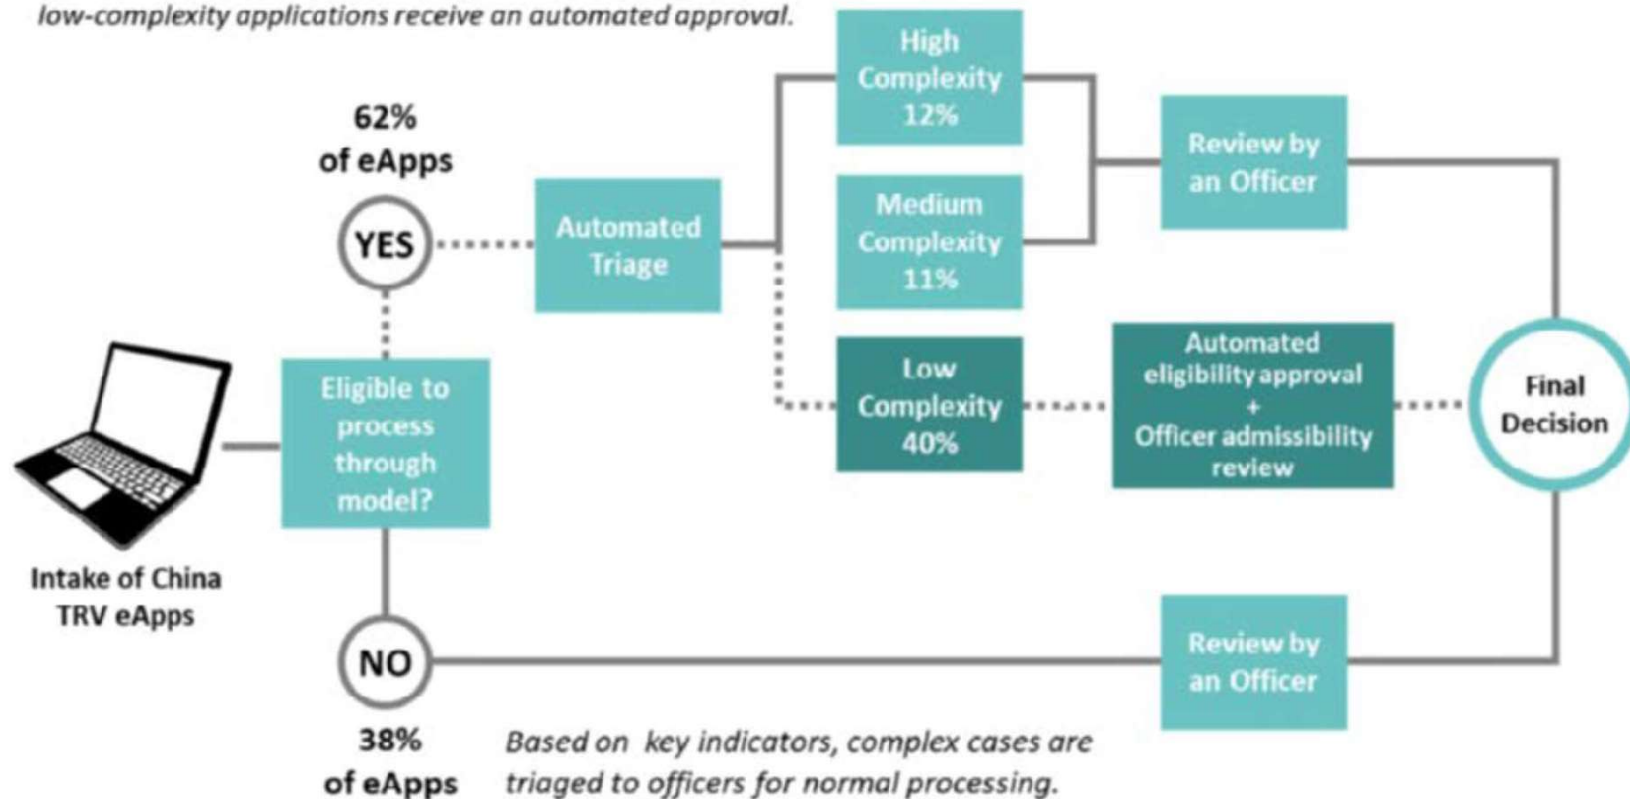 low-complexity applications receive an automated approval.
62%
of eApps
YES
Automated
Triage
High
Complexity
12%
Medium
Complexity
11%
Low
Complexity
40%
Review by
an Officer
Automated
eligibility approval
+
Officer admissibility
review
Final
Decision
Eligible to
process
through
model?
Intake of China
TRV eApps
NO
38%
of eApps
Based on key indicators, complex cases are
triaged to officers for normal processing.
Review by
an Officer